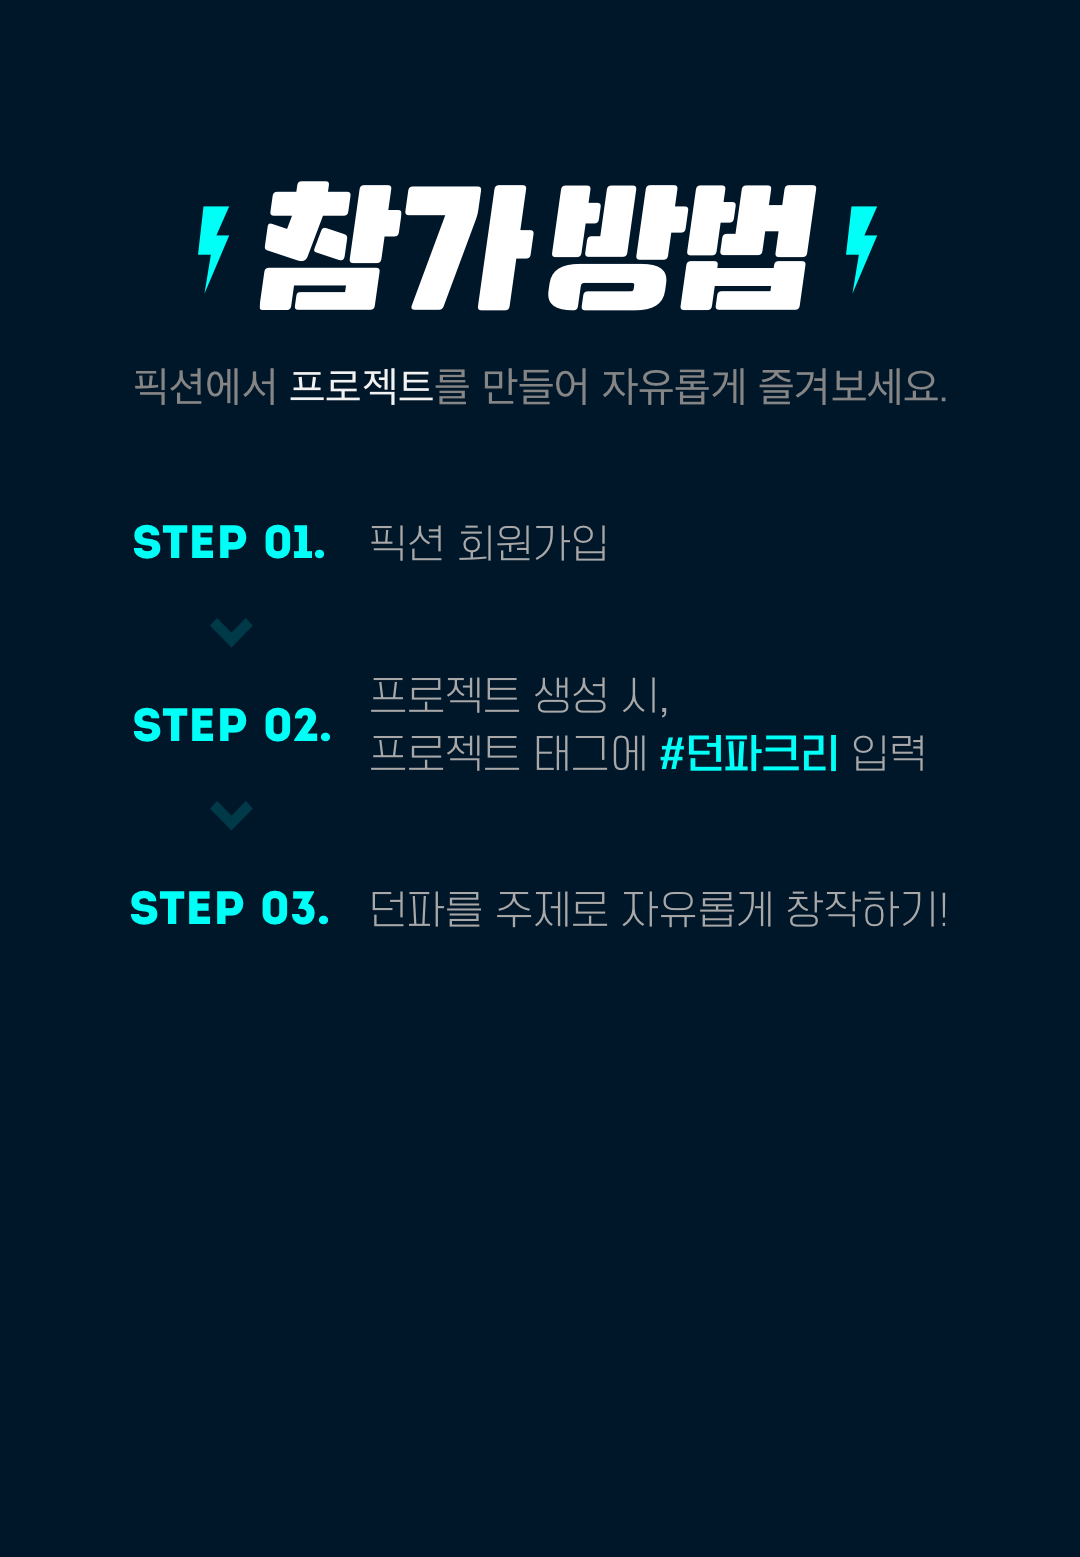 참가 방법
픽션에서 프로젝트를 만들어 자유롭게 즐겨보세요.
STEP 01. 픽션 회원가입
STEP 02. 프로젝트 생성 시,
프로젝트 태그에 #던파크리 입력
STEP 03. 던파를 주제로 자유롭게 창작하기!